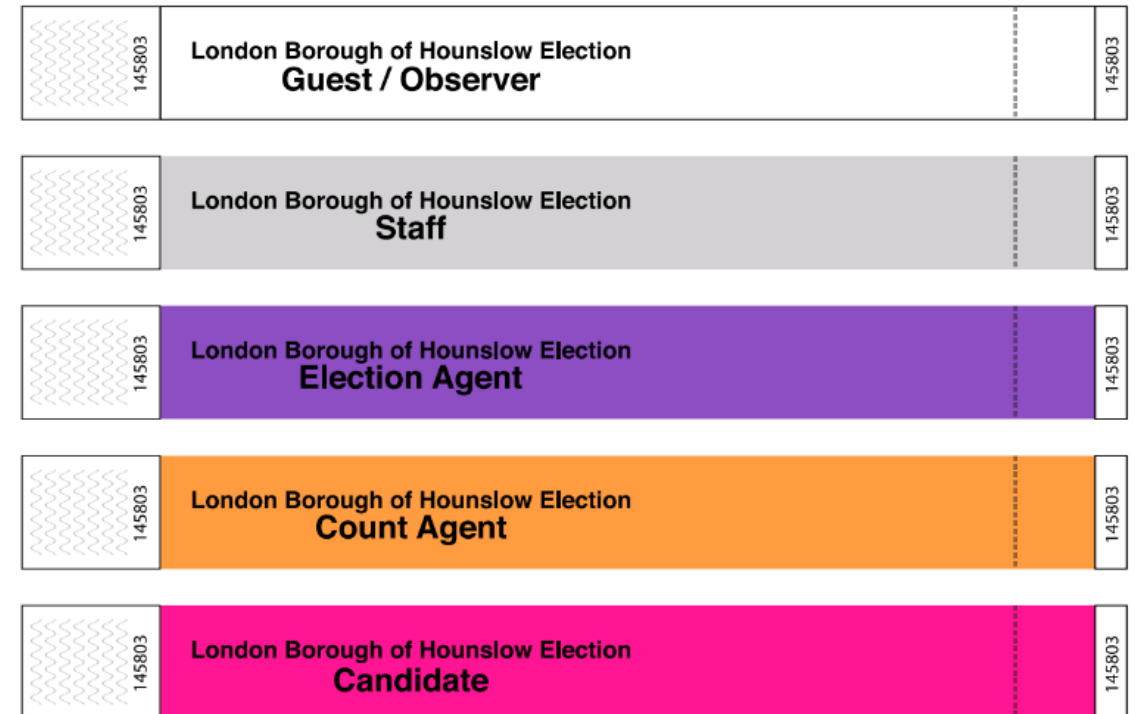 145803
London Borough of Hounslow Election
Guest / Observer
145803
145803
London Borough of Hounslow Election
Staff
145803
145803
London Borough of Hounslow Election
Election Agent
145803
145803
London Borough of Hounslow Election
Count Agent
145803
145803
London Borough of Hounslow Election
Candidate
145803